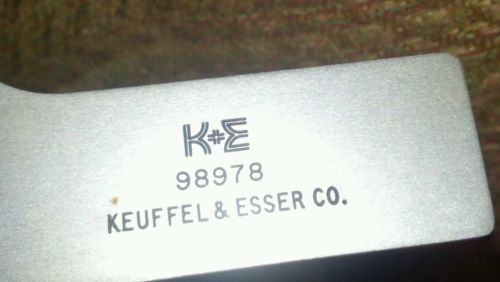 K+E
98978
KEUFFEL & ESSER CO.